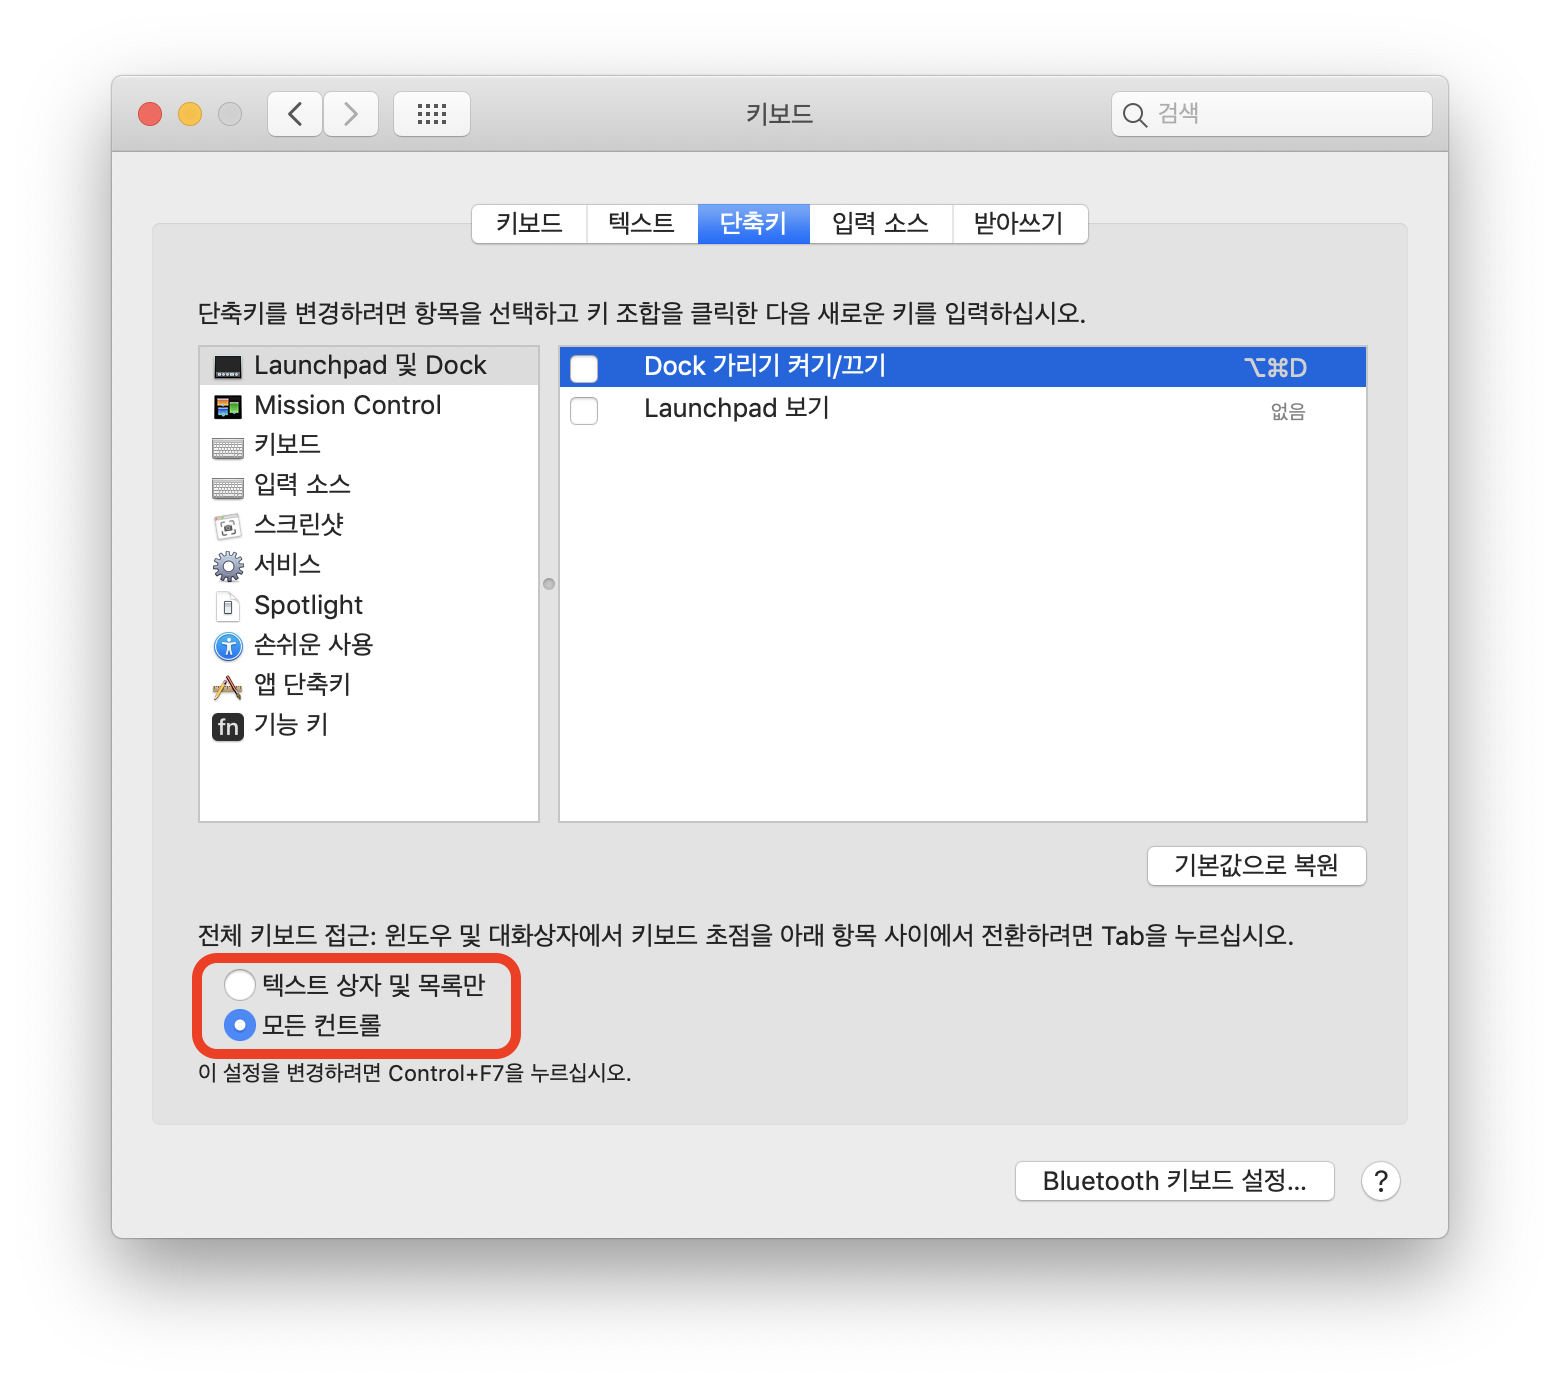 키보드
검색
키보드 텍스트 단축키 입력 소스 받아쓰기
단축키를 변경하려면 항목을 선택하고 키 조합을 클릭한 다음 새로운 키를 입력하십시오.
Launchpad 및 Dock
Mission Control
키보드
입력 소스
스크린샷
서비스
Spotlight
손쉬운 사용
앱 단축키
fn 기능 키
Dock 가리기 켜기/끄기 ⌥⌘D
Launchpad 보기 없음
기본값으로 복원
전체 키보드 접근: 윈도우 및 대화상자에서 키보드 초점을 아래 항목 사이에서 전환하려면 Tab을 누르십시오.
텍스트 상자 및 목록만
모든 컨트롤
이 설정을 변경하려면 Control+F7을 누르십시오.
Bluetooth 키보드 설정... ?